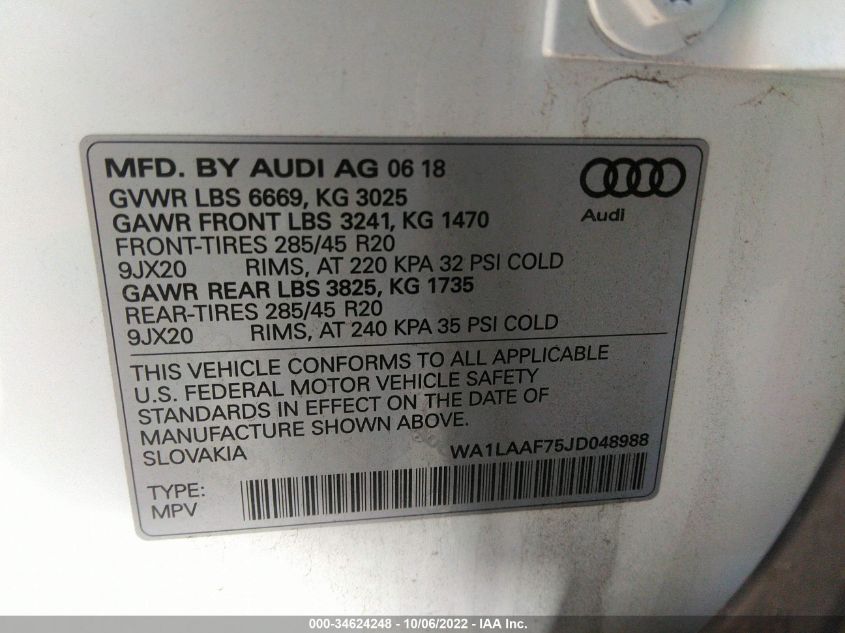 MFD. BY AUDI AG 06 18
GVWR LBS 6669, KG 3025
GAWR FRONT LBS 3241, KG 1470
FRONT-TIRES 285/45 R20
9JX20 RIMS, AT 220 KPA 32 PSI COLD
GAWR REAR LBS 3825, KG 1735
REAR-TIRES 285/45 R20
9JX20 RIMS, AT 240 KPA 35 PSI COLD
Audi
THIS VEHICLE CONFORMS TO ALL APPLICABLE
U.S. FEDERAL MOTOR VEHICLE SAFETY
STANDARDS IN EFFECT ON THE DATE OF
MANUFACTURE SHOWN ABOVE.
SLOVAKIA WA1LAAF75JD048988
TYPE:
MPV
000-34624248 - 10/06/2022 - IAA Inc.